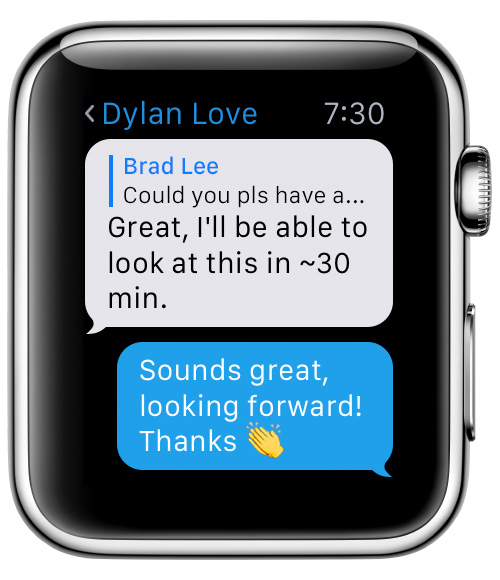 Dylan Love 7:30
Brad Lee
Could you pls have a...
Great, I'll be able to
look at this in ~30
min.
Sounds great,
looking forward!
Thanks 👏